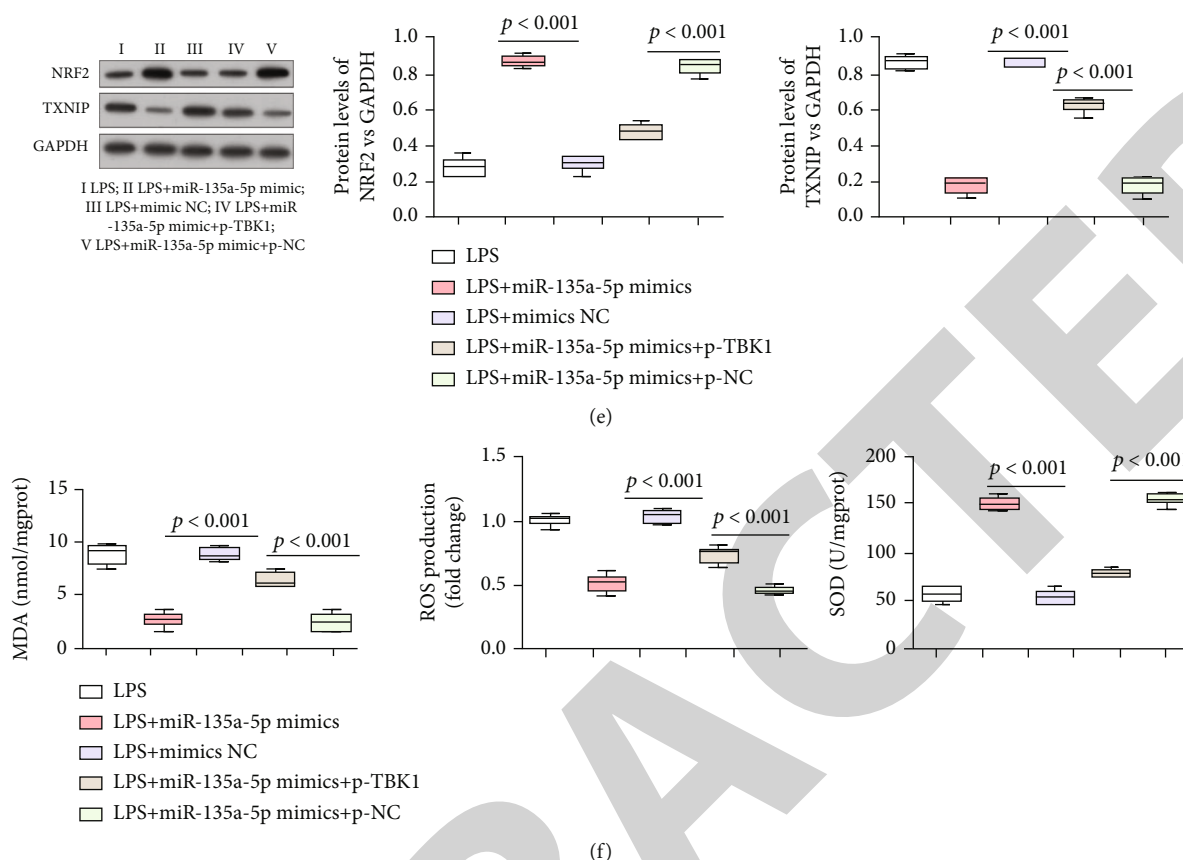 I II III IV V
NRF2
TXNIP
GAPDH
I LPS; II LPS+miR-135a-5p mimic;
III LPS+mimic NC; IV LPS+miR
-135a-5p mimic+p-TBK1;
V LPS+miR-135a-5p mimic+p-NC
Protein levels of
NRF2 vs GAPDH
1.0
0.8
0.6
0.4
0.2
0.0
p < 0.001
p < 0.001
Protein levels of
TXNIP vs GAPDH
1.0
0.8
0.6
0.4
0.2
0.0
p < 0.001
p < 0.001
LPS
LPS+miR-135a-5p mimics
LPS+mimics NC
LPS+miR-135a-5p mimics+p-TBK1
LPS+miR-135a-5p mimics+p-NC
(e)
MDA (nmol/mgprot)
15
10
5
0
p < 0.001
p < 0.001
ROS production
(fold change)
1.5
1.0
0.5
0.0
p < 0.001
p < 0.001
SOD (U/mgprot)
200
150
100
50
0
p < 0.001
p < 0.00
LPS
LPS+miR-135a-5p mimics
LPS+mimics NC
LPS+miR-135a-5p mimics+p-TBK1
LPS+miR-135a-5p mimics+p-NC
(f)
RACTE